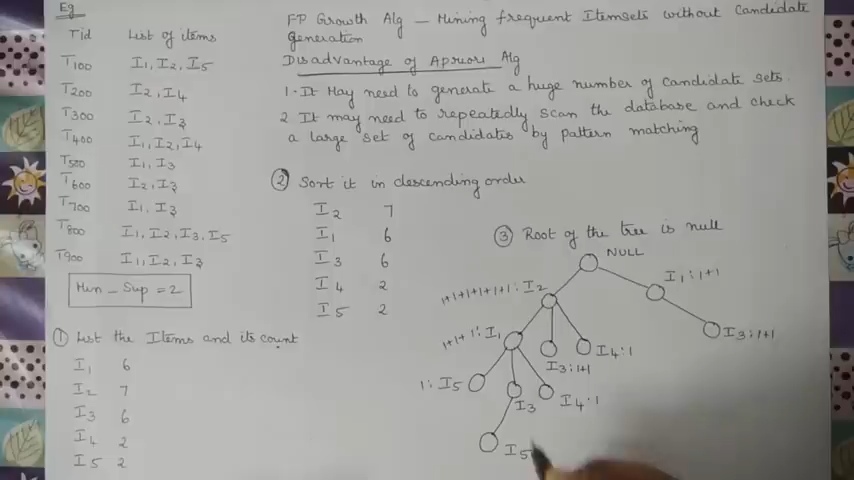 Eg
Tid List of items
T100 I1, I2, I5
T200 I2, I4
T300 I2, I3
T400 I1, I2, I4
T500 I1, I3
T600 I2, I3
T700 I1, I3
T800 I1, I2, I3, I5
T900 I1, I2, I3
Min - Sup = 2
① List the Items and its count
I1 6
I2 7
I3 6
I4 2
I5 2
FP Growth Alg - Mining frequent Itemsets without Candidate
generation
Disadvantage of Apriori Alg
1. It May need to generate a huge number of candidate sets.
2 It may need to repeatedly scan the database and check
a large set of candidates by pattern matching
② Sort it in descending order
I2 7
I1 6
I3 6
I4 2
I5 2
③ Root of the tree is null
NULL
1+1+1+1+1+1: I2
I1: 1+1
1+1+1: I1
I3: 1+1
I4: 1
I3: 1+1
1: I5
I3
I4: 1
I5